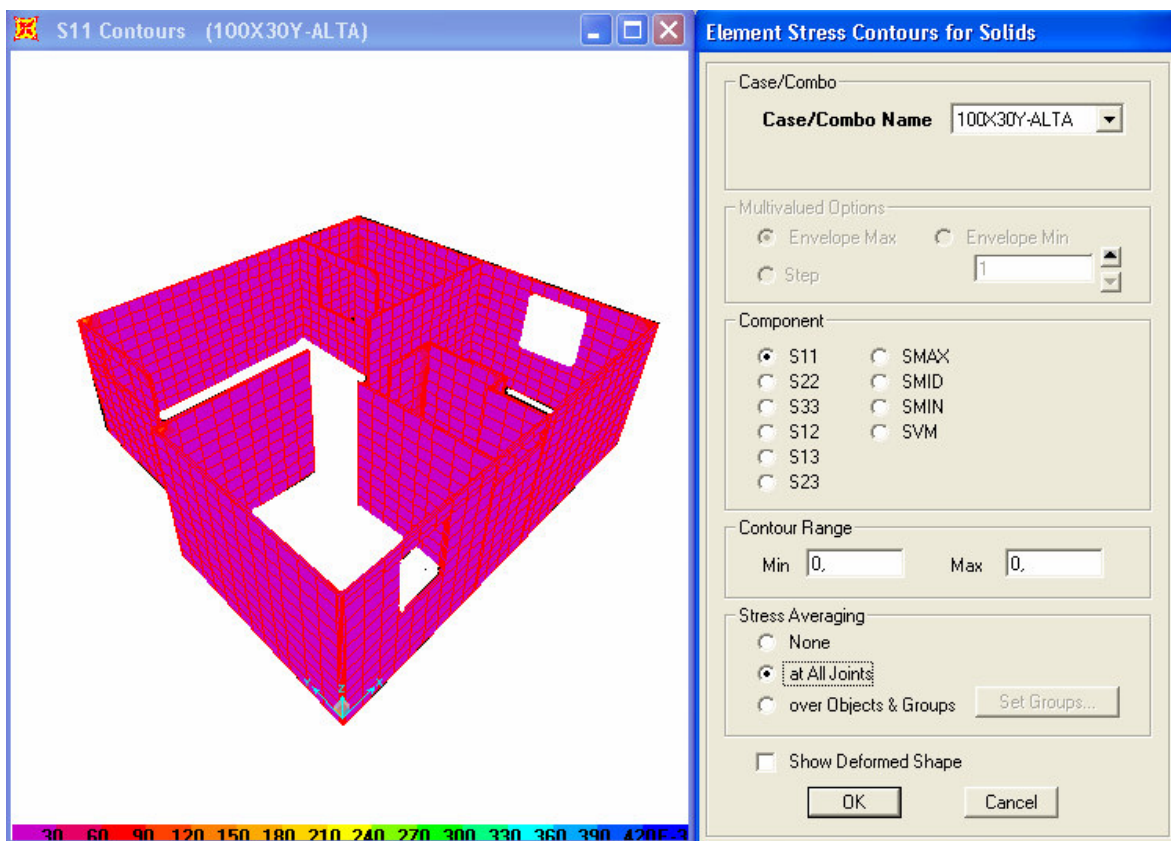 S11 Contours (100X30Y-ALTA)
Element Stress Contours for Solids
Case/Combo
Case/Combo Name 100X30Y-ALTA
Multivalued Options
Envelope Max Envelope Min
Step 1
Component
S11 SMAX
S22 SMID
S33 SMIN
S12 SVM
S13
S23
Contour Range
Min 0, Max 0,
Stress Averaging
None
at All Joints
over Objects & Groups Set Groups...
Show Deformed Shape
OK Cancel
Y Z X
30 60 90 120 150 180 210 240 270 300 330 360 390 420E-3